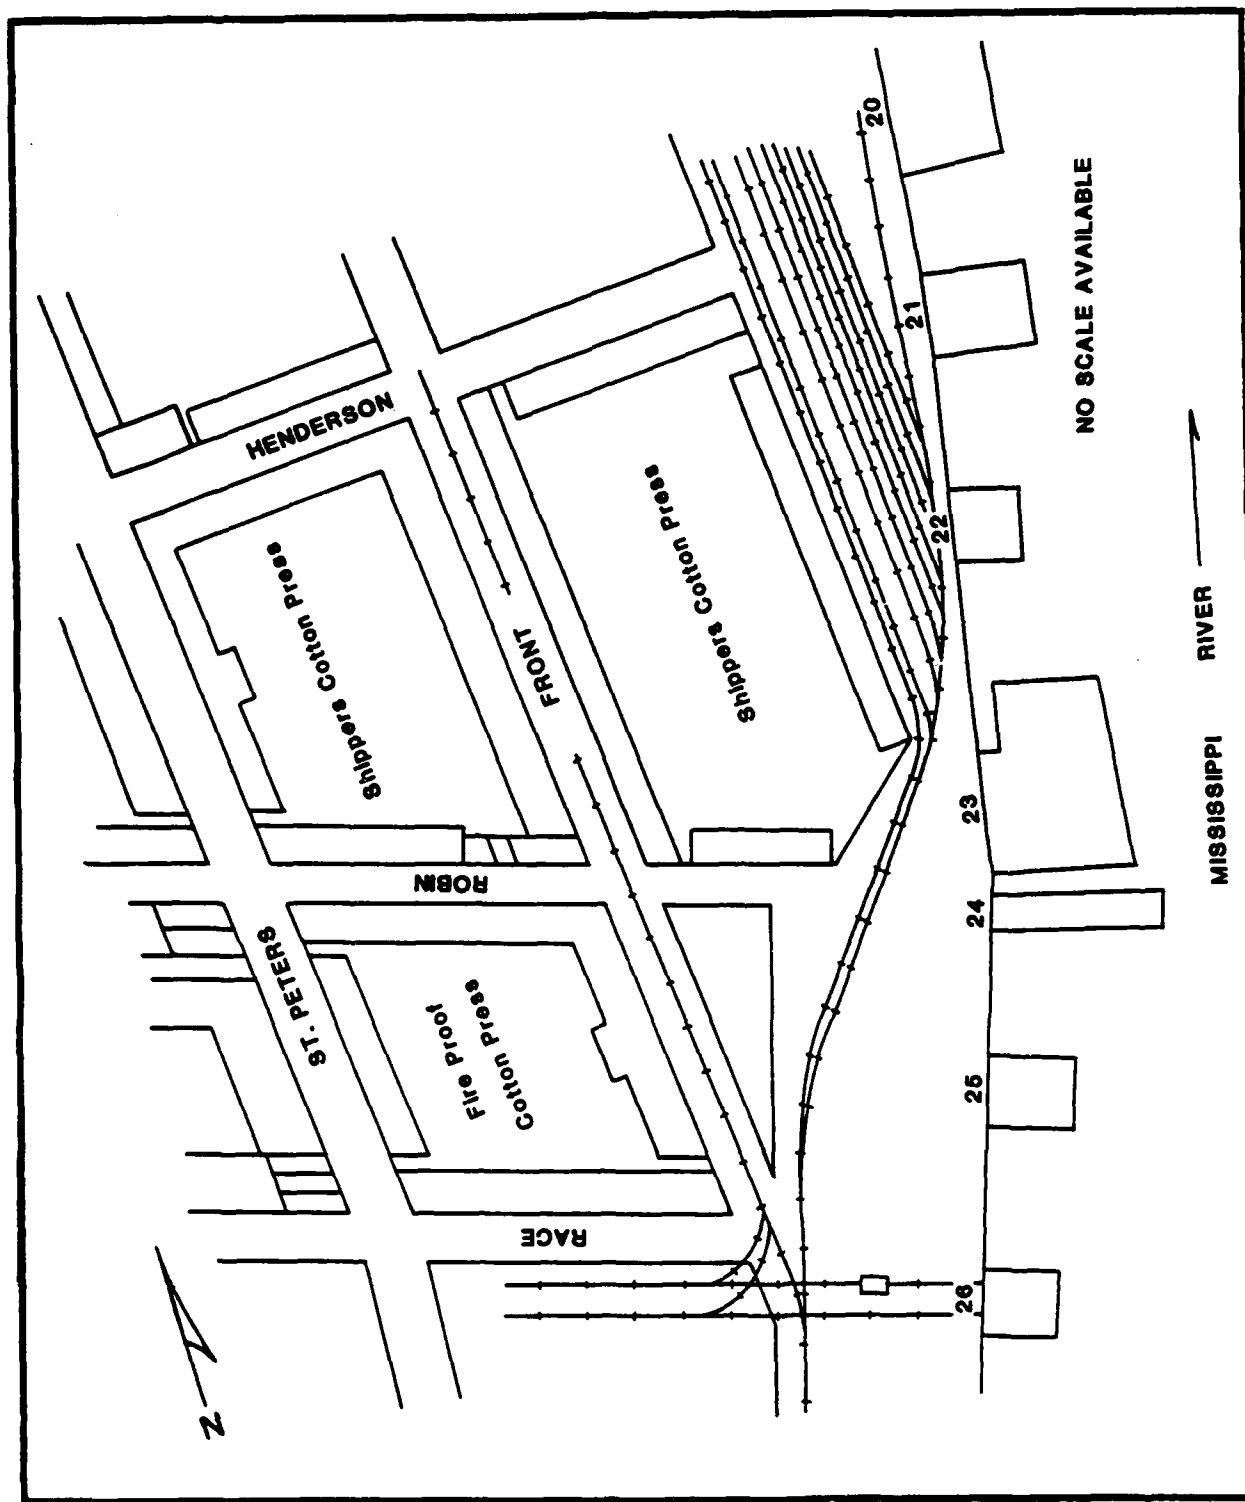 N
ST. PETERS
HENDERSON
Shippers Cotton Press
ROBIN
Fire Proof
Cotton Press
FRONT
Shippers Cotton Press
RACE
20
21
22
23
24
25
26
NO SCALE AVAILABLE
MISSISSIPPI RIVER